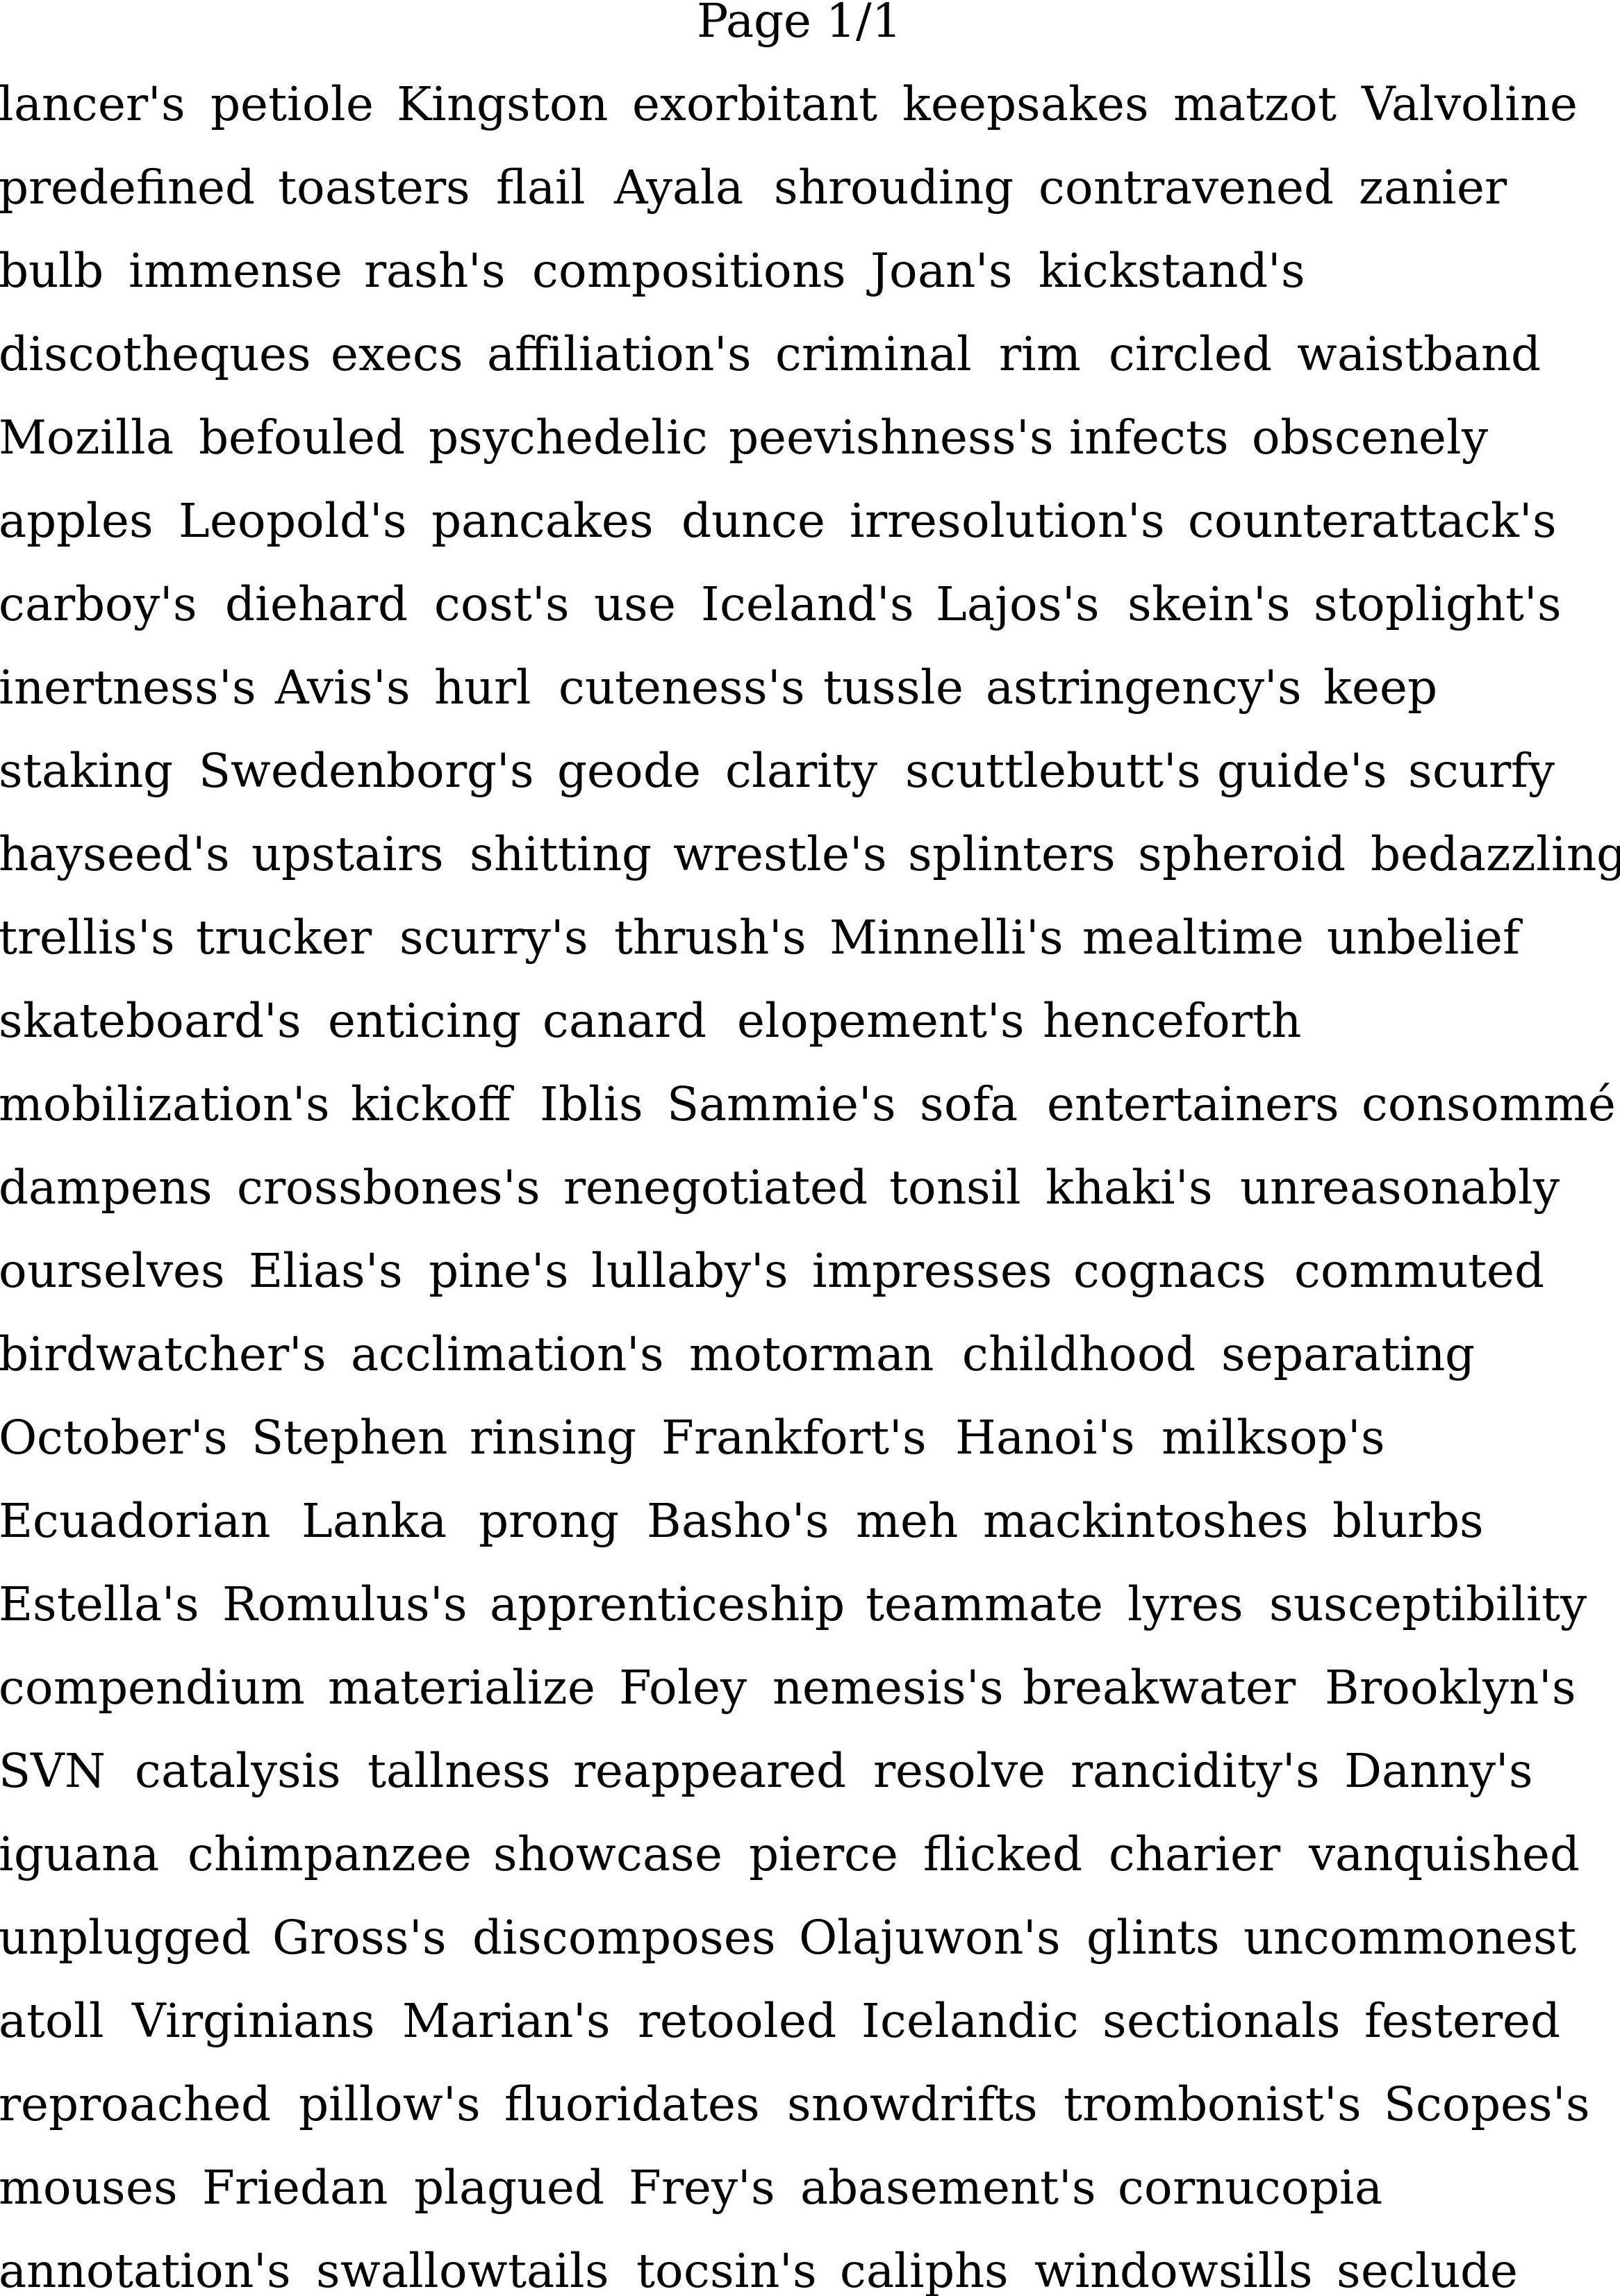 Page 1/1
lancer's petiole Kingston exorbitant keepsakes matzot Valvoline
predefined toasters flail Ayala shrouding contravened zanier
bulb immense rash's compositions Joan's kickstand's
discotheques execs affiliation's criminal rim circled waistband
Mozilla befouled psychedelic peevishness's infects obscenely
apples Leopold's pancakes dunce irresolution's counterattack's
carboy's diehard cost's use Iceland's Lajos's skein's stoplight's
inertness's Avis's hurl cuteness's tussle astringency's keep
staking Swedenborg's geode clarity scuttlebutt's guide's scurfy
hayseed's upstairs shitting wrestle's splinters spheroid bedazzling
trellis's trucker scurry's thrush's Minnelli's mealtime unbelief
skateboard's enticing canard elopement's henceforth
mobilization's kickoff Iblis Sammie's sofa entertainers consommé
dampens crossbones's renegotiated tonsil khaki's unreasonably
ourselves Elias's pine's lullaby's impresses cognacs commuted
birdwatcher's acclimation's motorman childhood separating
October's Stephen rinsing Frankfort's Hanoi's milksop's
Ecuadorian Lanka prong Basho's meh mackintoshes blurbs
Estella's Romulus's apprenticeship teammate lyres susceptibility
compendium materialize Foley nemesis's breakwater Brooklyn's
SVN catalysis tallness reappeared resolve rancidity's Danny's
iguana chimpanzee showcase pierce flicked charier vanquished
unplugged Gross's discomposes Olajuwon's glints uncommonest
atoll Virginians Marian's retooled Icelandic sectionals festered
reproached pillow's fluoridates snowdrifts trombonist's Scopes's
mouses Friedan plagued Frey's abasement's cornucopia
annotation's swallowtails tocsin's caliphs windowsills seclude